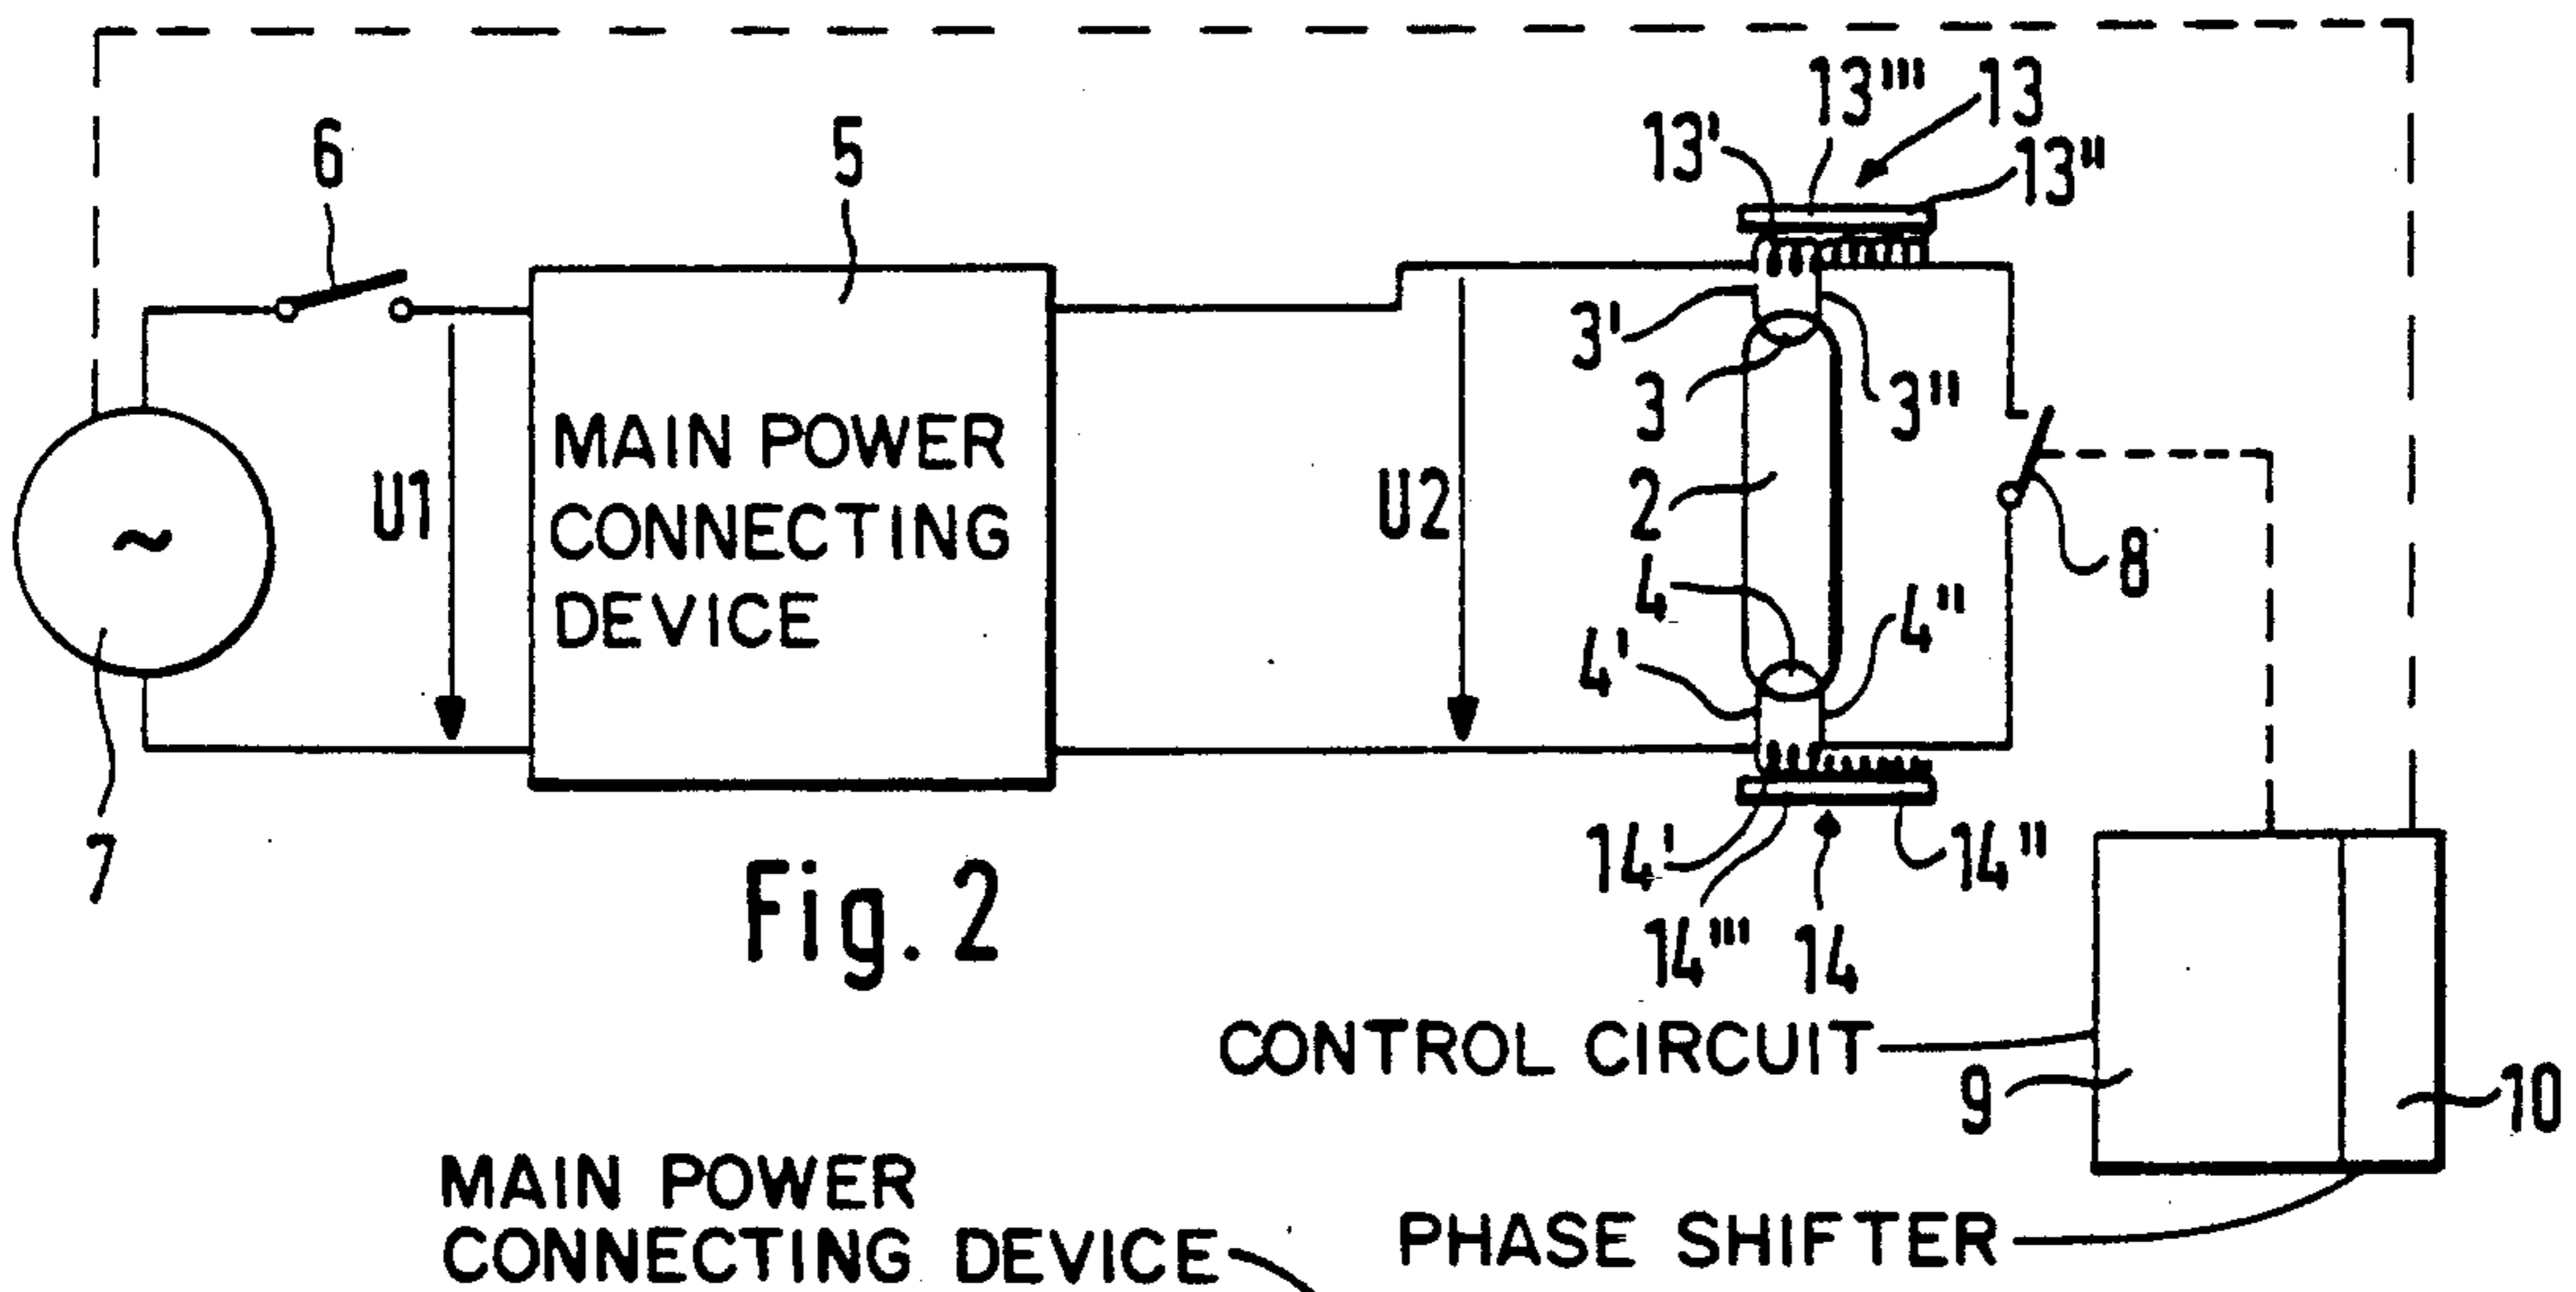 13'''
13
13'
13"
6
5
3'
3
3"
MAIN POWER
CONNECTING
DEVICE
U1
U2
2
8
4
4"
4'
~
7
14'
14"
14'''
14
Fig. 2
CONTROL CIRCUIT
9
10
MAIN POWER
CONNECTING DEVICE
PHASE SHIFTER